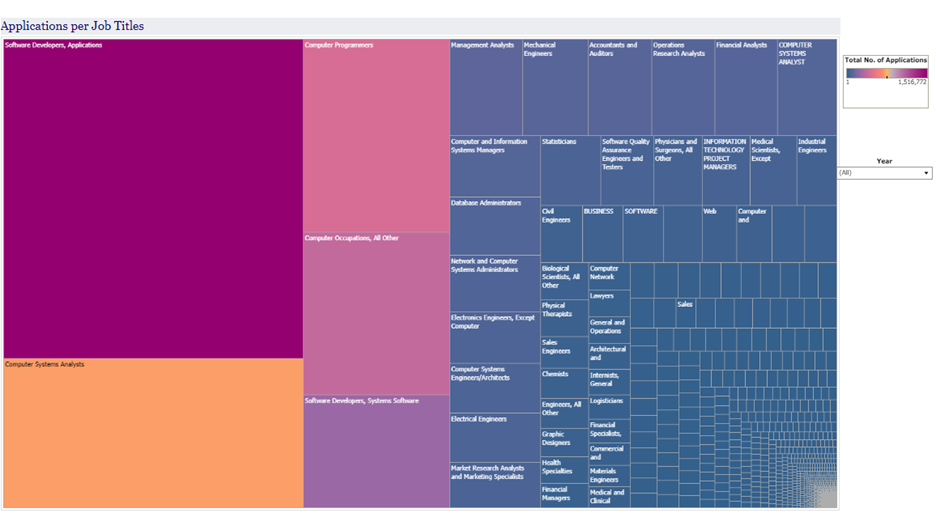 Applications per Job Titles
Software Developers, Applications
Computer Programmers
Management Analysts
Mechanical
Engineers
Accountants and
Auditors
Operations
Research Analysts
Financial Analysts
COMPUTER
SYSTEMS
ANALYST
Total No. of Applications
1
1,516,772
Computer and Information
Systems Managers
Statisticians
Software Quality
Assurance
Engineers and
Testers
Physicians and
Surgeons, All
Other
INFORMATION
TECHNOLOGY
PROJECT
MANAGERS
Medical
Scientists,
Except
Industrial
Engineers
Year
(All)
Database Administrators
Civil
Engineers
BUSINESS
SOFTWARE
Web
Computer
and
Computer Occupations, All Other
Network and Computer
Systems Administrators
Biological
Scientists, All
Other
Computer
Network
Lawyers
Physical
Therapists
Sales
Electronics Engineers, Except
Computer
General and
Operations
Sales
Engineers
Architectural
and
Computer Systems Analysts
Computer Systems
Engineers/Architects
Chemists
Internists,
General
Software Developers, Systems Software
Engineers, All
Other
Logisticians
Electrical Engineers
Financial
Specialists,
Graphic
Designers
Commercial
and
Market Research Analysts
and Marketing Specialists
Health
Specialties
Materials
Engineers
Financial
Managers
Medical and
Clinical